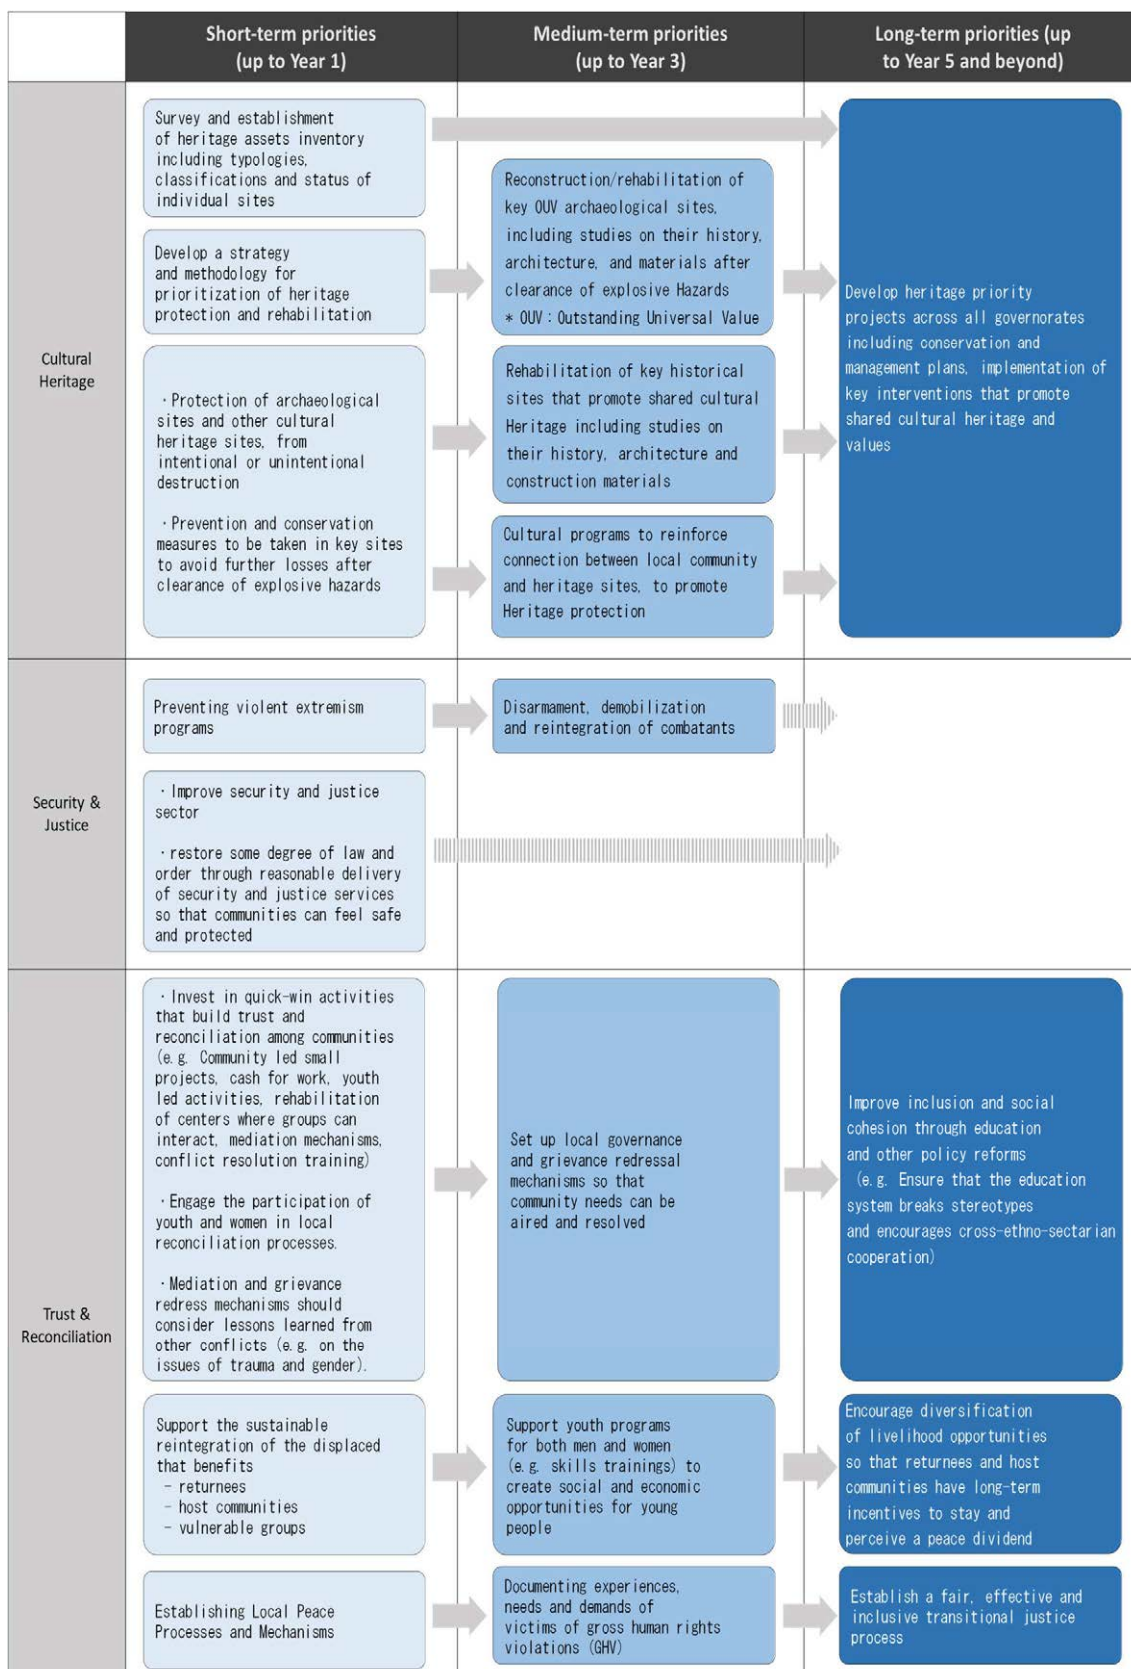 Short-term priorities
(up to Year 1)
Medium-term priorities
(up to Year 3)
Long-term priorities (up
to Year 5 and beyond)
Cultural
Heritage
Survey and establishment
of heritage assets inventory
including typologies,
classifications and status of
individual sites
Develop a strategy
and methodology for
prioritization of heritage
protection and rehabilitation
・Protection of archaeological
sites and other cultural
heritage sites, from
intentional or unintentional
destruction
・Prevention and conservation
measures to be taken in key sites
to avoid further losses after
clearance of explosive hazards
Reconstruction/rehabilitation of
key OUV archaeological sites,
including studies on their history,
architecture, and materials after
clearance of explosive Hazards
* OUV：Outstanding Universal Value
Rehabilitation of key historical
sites that promote shared cultural
Heritage including studies on
their history, architecture and
construction materials
Cultural programs to reinforce
connection between local community
and heritage sites, to promote
Heritage protection
Develop heritage priority
projects across all governorates
including conservation and
management plans, implementation of
key interventions that promote
shared cultural heritage and
values
Security &
Justice
Preventing violent extremism
programs
Disarmament, demobilization
and reintegration of combatants
・Improve security and justice
sector
・restore some degree of law and
order through reasonable delivery
of security and justice services
so that communities can feel safe
and protected
Trust &
Reconciliation
・Invest in quick-win activities
that build trust and
reconciliation among communities
(e.g. Community led small
projects, cash for work, youth
led activities, rehabilitation
of centers where groups can
interact, mediation mechanisms,
conflict resolution training)
・Engage the participation of
youth and women in local
reconciliation processes.
・Mediation and grievance
redress mechanisms should
consider lessons learned from
other conflicts (e.g. on the
issues of trauma and gender).
Set up local governance
and grievance redressal
mechanisms so that
community needs can be
aired and resolved
Improve inclusion and social
cohesion through education
and other policy reforms
(e.g. Ensure that the education
system breaks stereotypes
and encourages cross-ethno-sectarian
cooperation)
Support the sustainable
reintegration of the displaced
that benefits
- returnees
- host communities
- vulnerable groups
Support youth programs
for both men and women
(e.g. skills trainings) to
create social and economic
opportunities for young
people
Encourage diversification
of livelihood opportunities
so that returnees and host
communities have long-term
incentives to stay and
perceive a peace dividend
Establishing Local Peace
Processes and Mechanisms
Documenting experiences,
needs and demands of
victims of gross human rights
violations (GHV)
Establish a fair, effective and
inclusive transitional justice
process